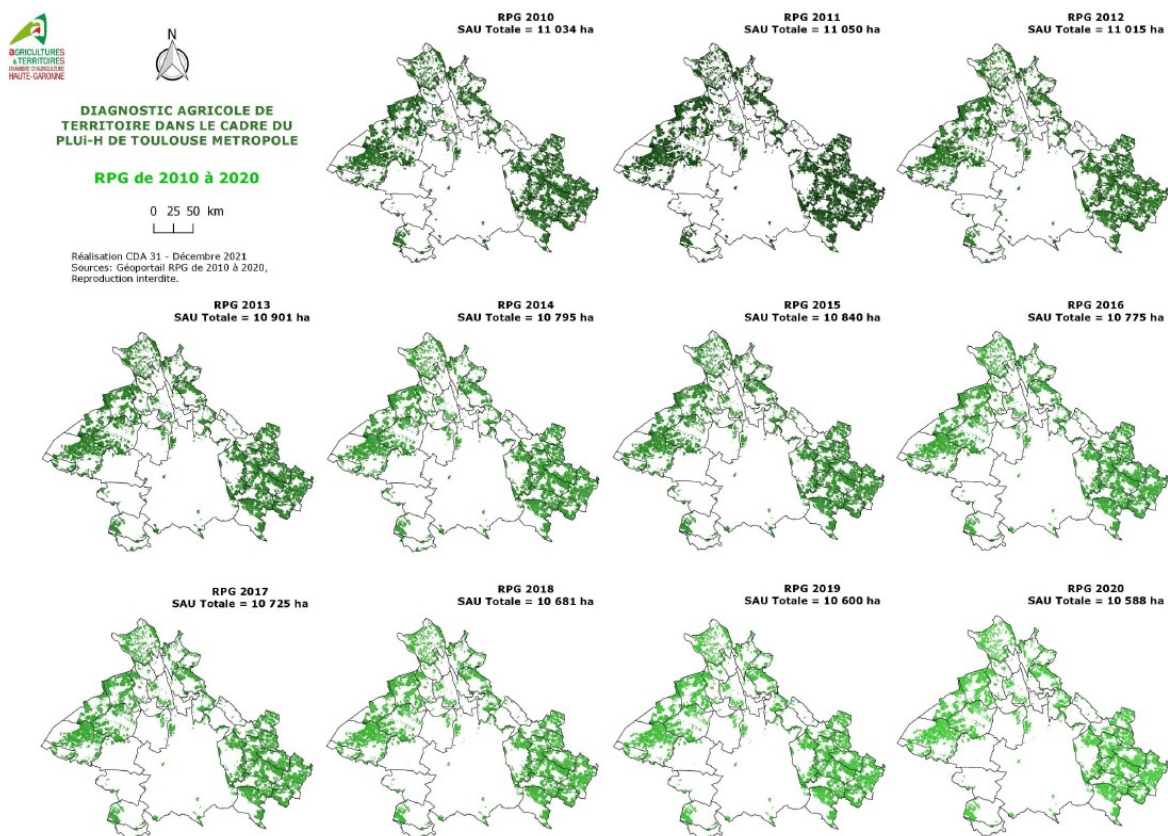 AGRICULTURES
& TERRITOIRES
CHAMBRE D'AGRICULTURE
HAUTE-GARONNE
N
DIAGNOSTIC AGRICOLE DE
TERRITOIRE DANS LE CADRE DU
PLUi-H DE TOULOUSE METROPOLE
RPG de 2010 à 2020
0 25 50 km
Réalisation CDA 31 - Décembre 2021
Sources: Géoportail RPG de 2010 à 2020,
Reproduction interdite.
RPG 2010
SAU Totale = 11 034 ha
RPG 2011
SAU Totale = 11 050 ha
RPG 2012
SAU Totale = 11 015 ha
RPG 2013
SAU Totale = 10 901 ha
RPG 2014
SAU Totale = 10 795 ha
RPG 2015
SAU Totale = 10 840 ha
RPG 2016
SAU Totale = 10 775 ha
RPG 2017
SAU Totale = 10 725 ha
RPG 2018
SAU Totale = 10 681 ha
RPG 2019
SAU Totale = 10 600 ha
RPG 2020
SAU Totale = 10 588 ha